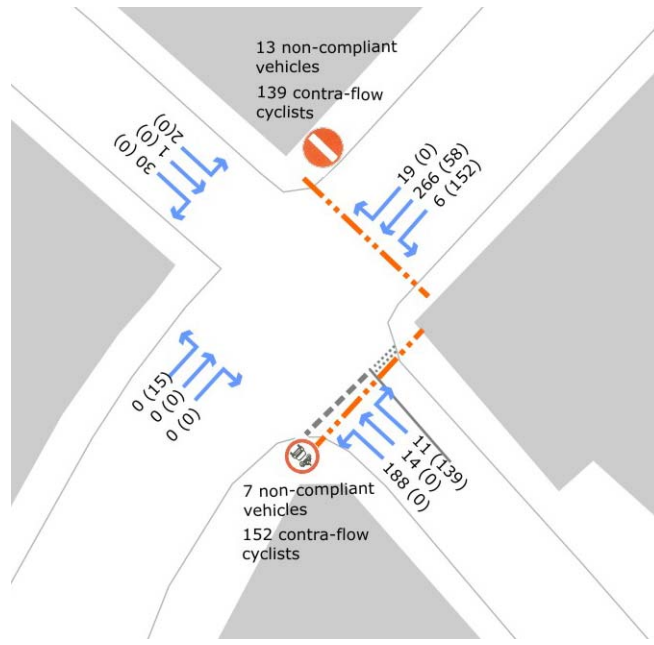 13 non-compliant
vehicles
139 contra-flow
cyclists
2(0)
1 (0)
30 (0)
19 (0)
266 (58)
6 (152)
0 (15)
0 (0)
0 (0)
11 (139)
14 (0)
188 (0)
7 non-compliant
vehicles
152 contra-flow
cyclists